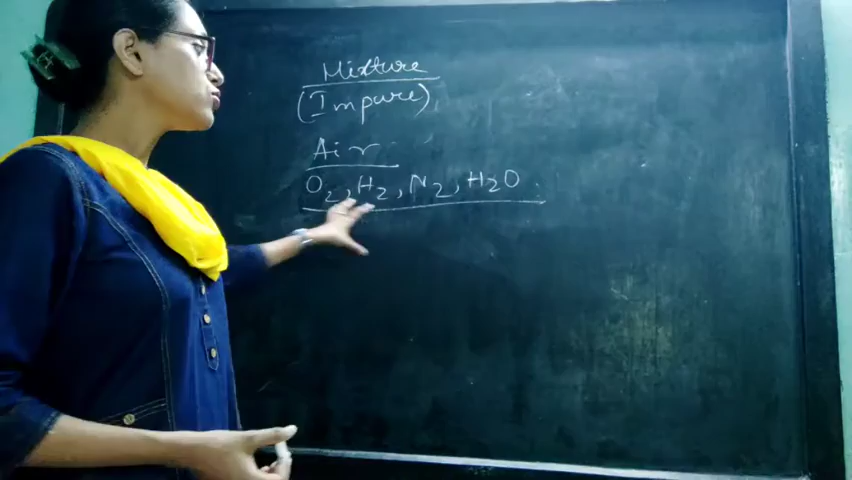 Mixture
(Impure)
Air
O2, H2, N2, H2O